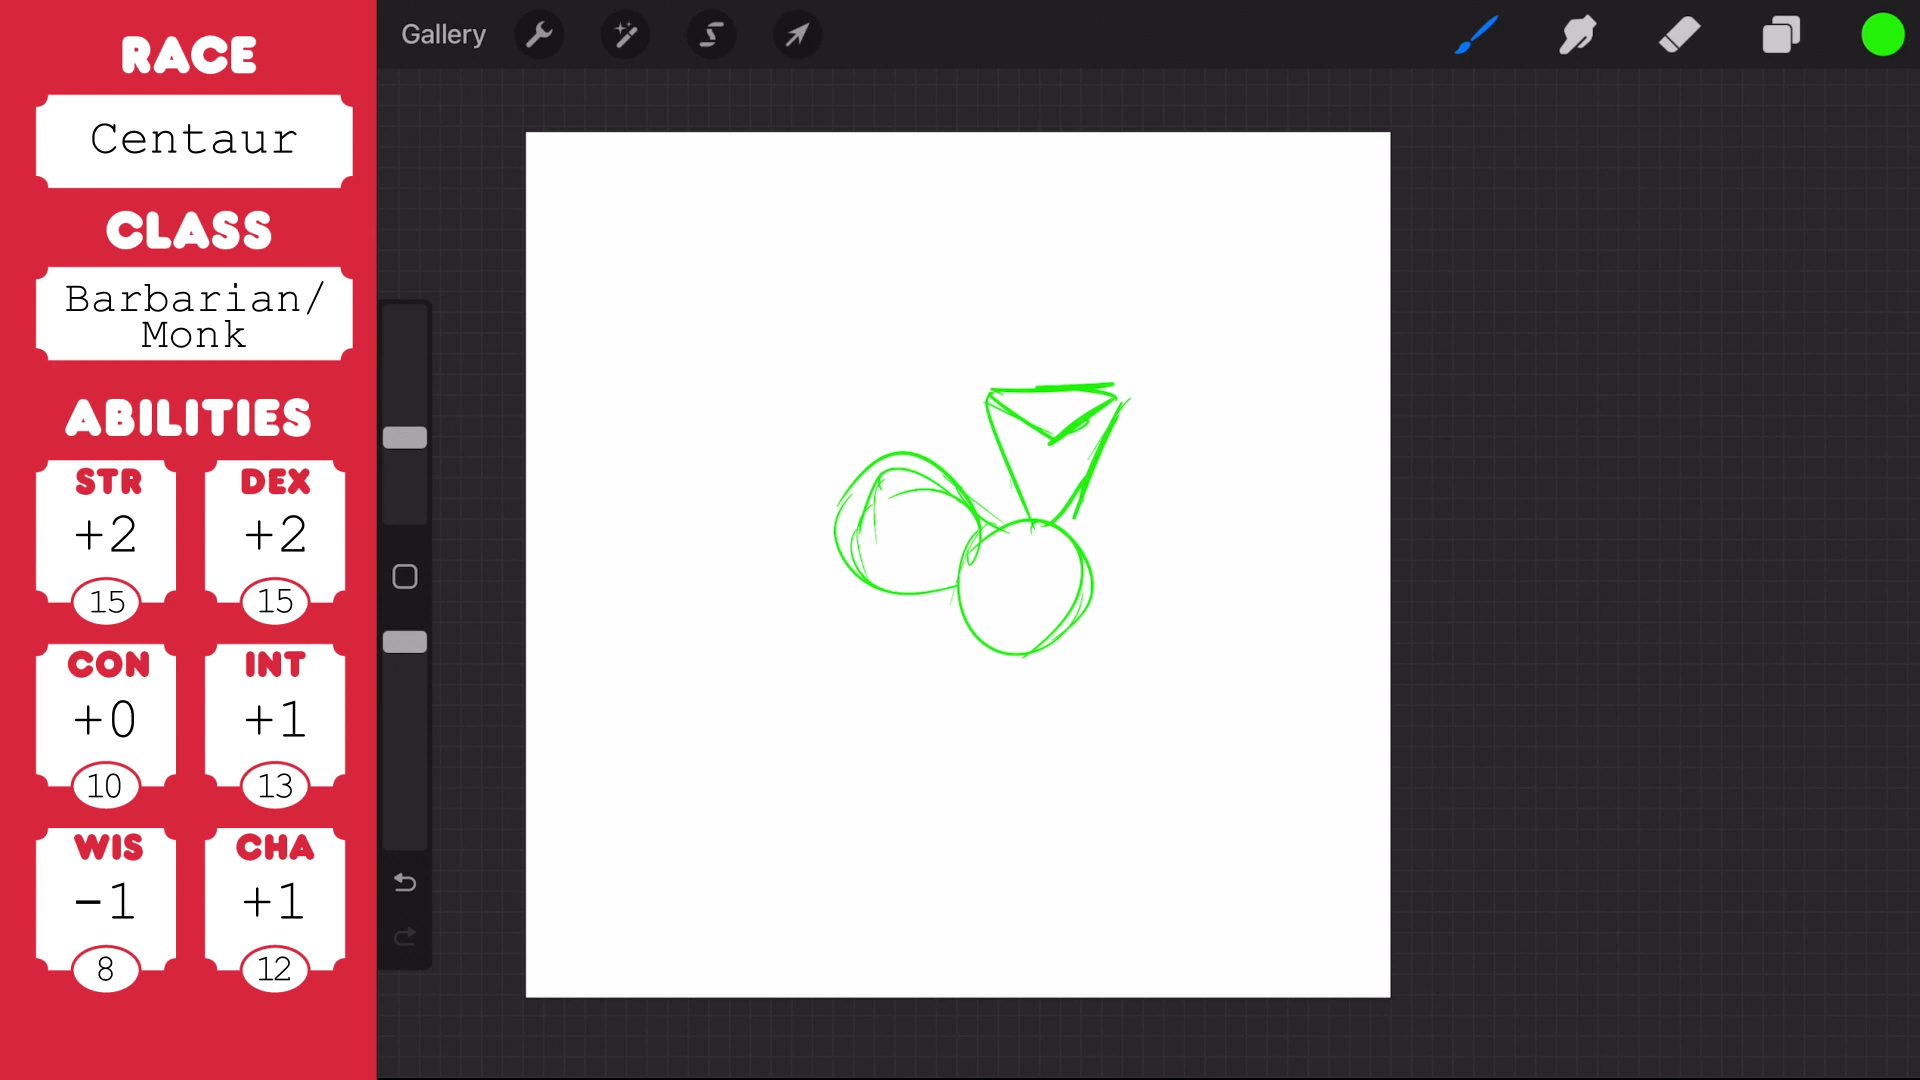 RACE
Centaur
CLASS
Barbarian/
Monk
ABILITIES
STR
+2
15
DEX
+2
15
CON
+0
10
INT
+1
13
WIS
-1
8
CHA
+1
12
Gallery